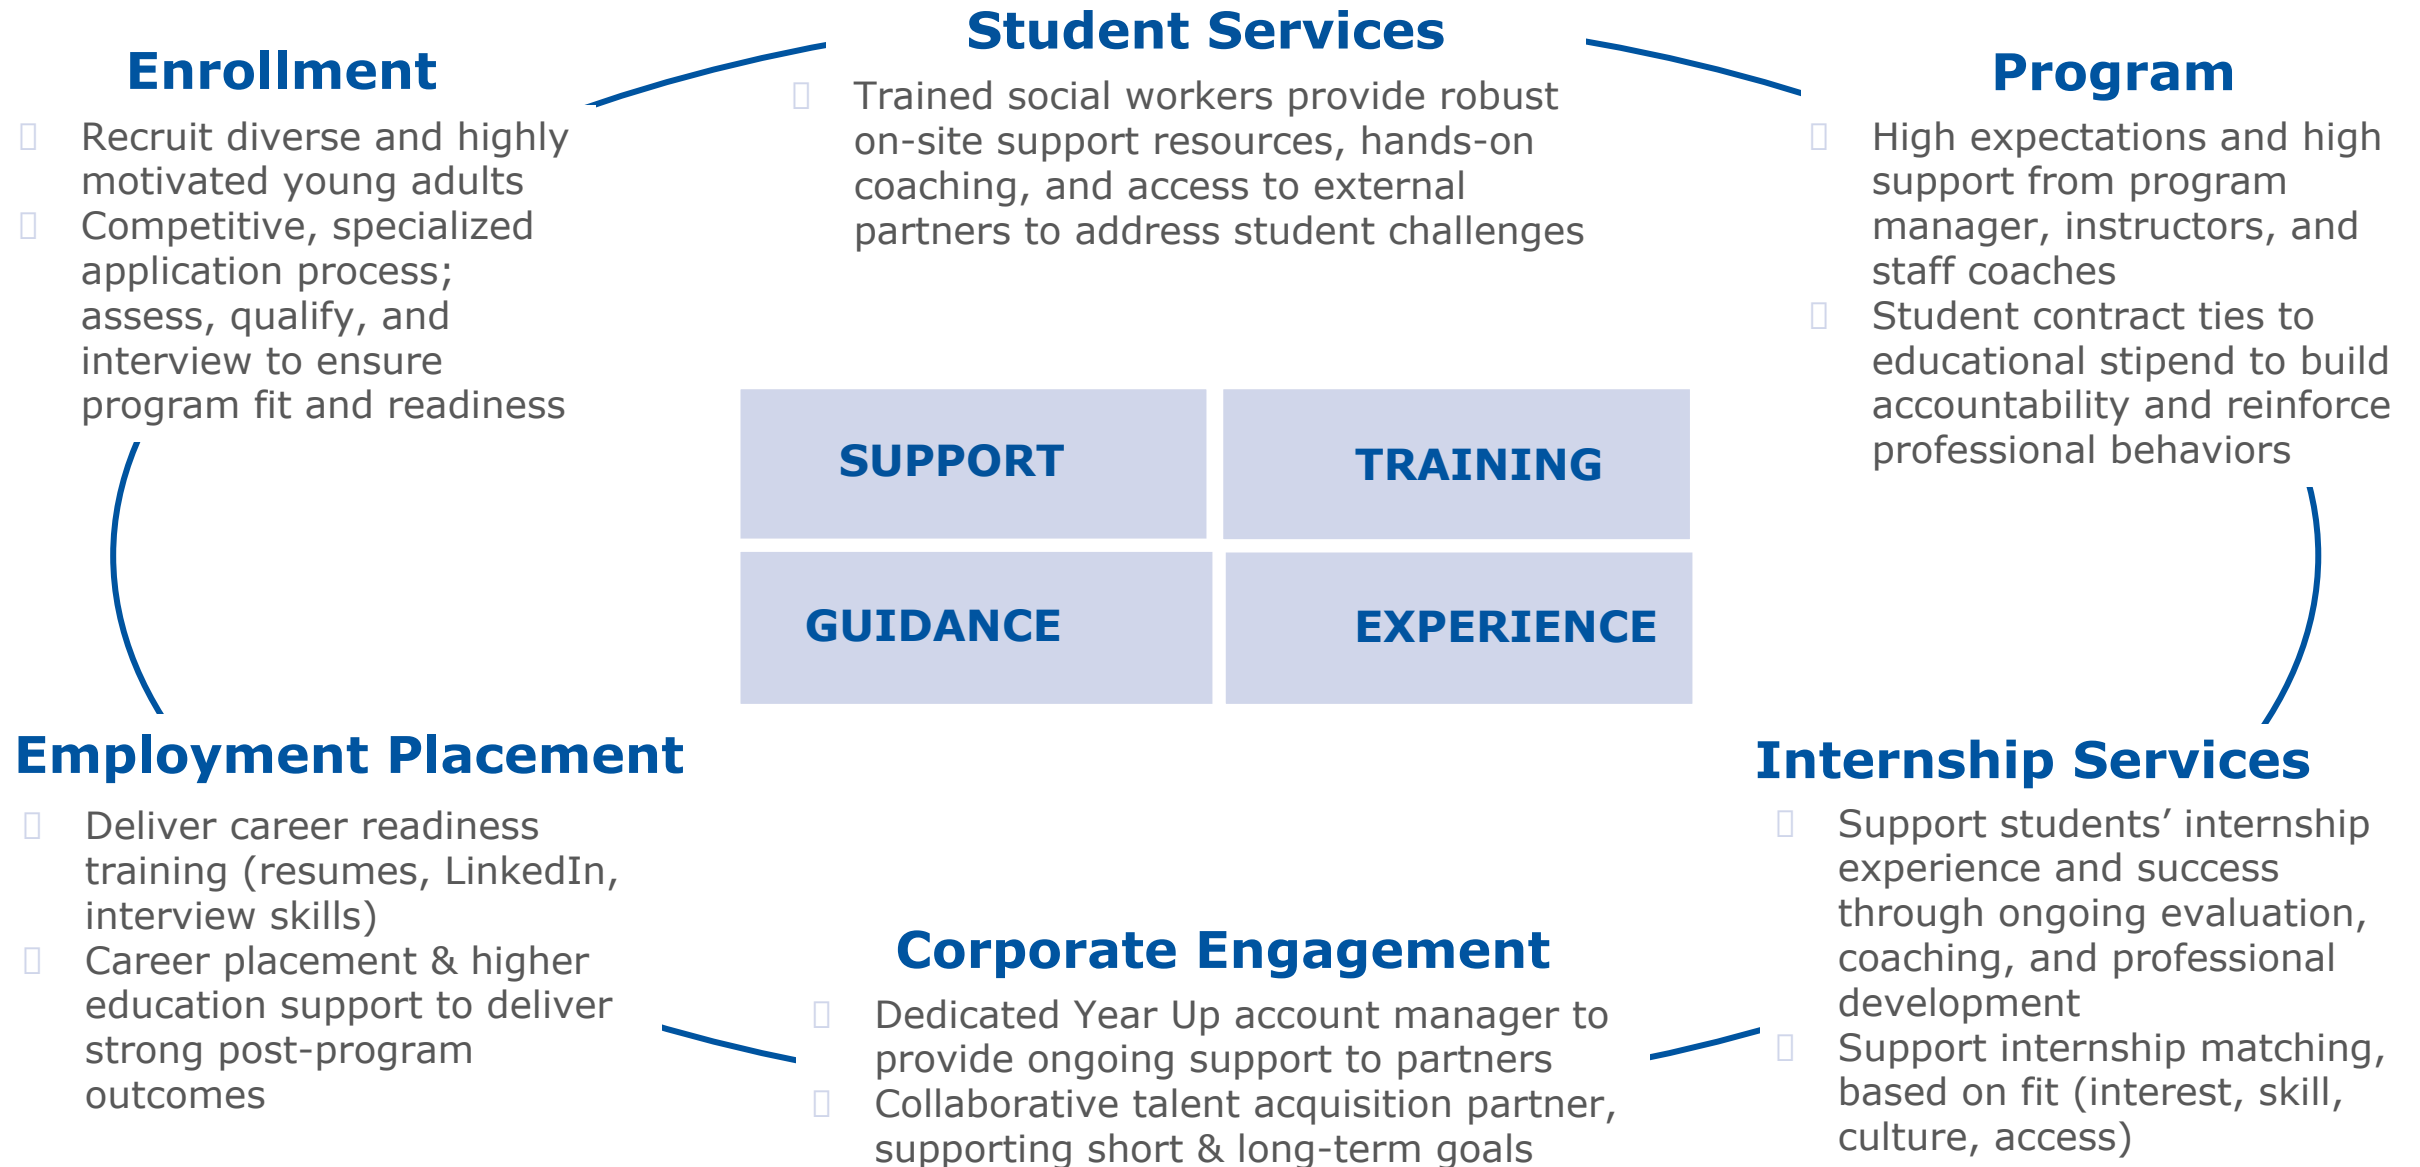 Enrollment
Recruit diverse and highly
motivated young adults
Competitive, specialized
application process;
assess, qualify, and
interview to ensure
program fit and readiness
Student Services
Trained social workers provide robust
on-site support resources, hands-on
coaching, and access to external
partners to address student challenges
Program
High expectations and high
support from program
manager, instructors, and
staff coaches
Student contract ties to
educational stipend to build
accountability and reinforce
professional behaviors
SUPPORT
TRAINING
GUIDANCE
EXPERIENCE
Employment Placement
Deliver career readiness
training (resumes, LinkedIn,
interview skills)
Career placement & higher
education support to deliver
strong post-program
outcomes
Corporate Engagement
Dedicated Year Up account manager to
provide ongoing support to partners
Collaborative talent acquisition partner,
supporting short & long-term goals
Internship Services
Support students’ internship
experience and success
through ongoing evaluation,
coaching, and professional
development
Support internship matching,
based on fit (interest, skill,
culture, access)